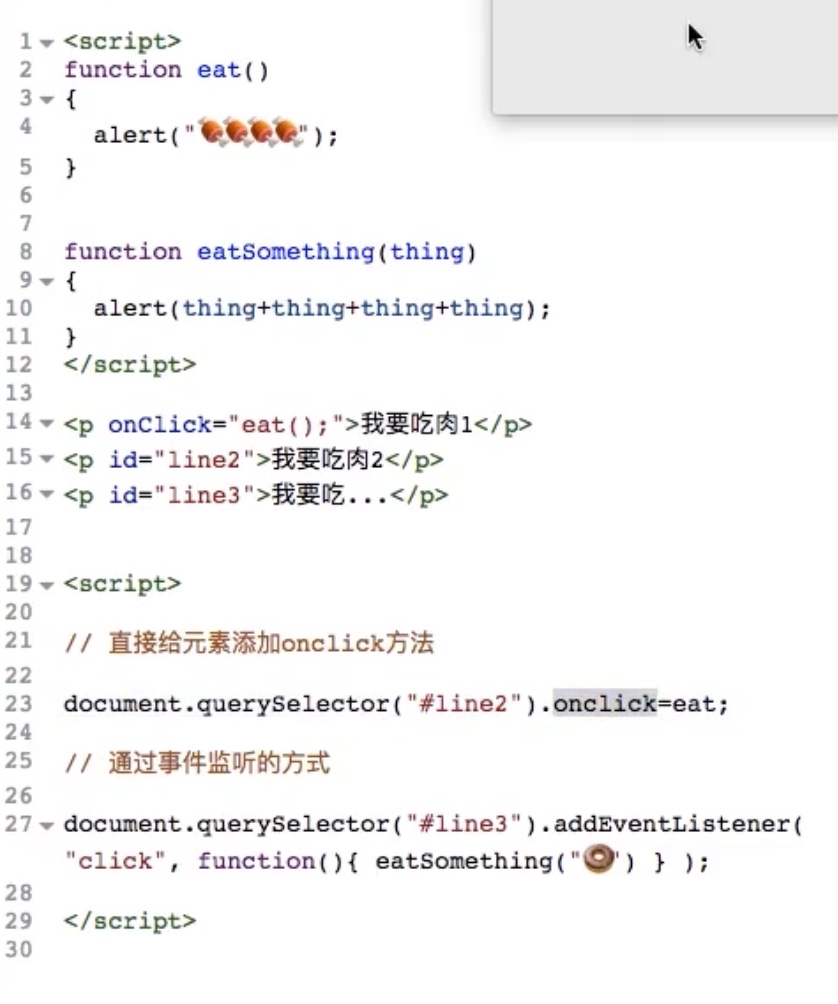 1 <script>
2 function eat()
3 {
4 alert("🍖🍖🍖🍖");
5 }
6
7
8 function eatSomething(thing)
9 {
10 alert(thing+thing+thing+thing);
11 }
12 </script>
13
14 <p onClick="eat();">我要吃肉1</p>
15 <p id="line2">我要吃肉2</p>
16 <p id="line3">我要吃...</p>
17
18
19 <script>
20
21 // 直接给元素添加onclick方法
22
23 document.querySelector("#line2").onclick=eat;
24
25 // 通过事件监听的方式
26
27 document.querySelector("#line3").addEventListener(
"click", function(){ eatSomething("🍩") } );
28
29 </script>
30